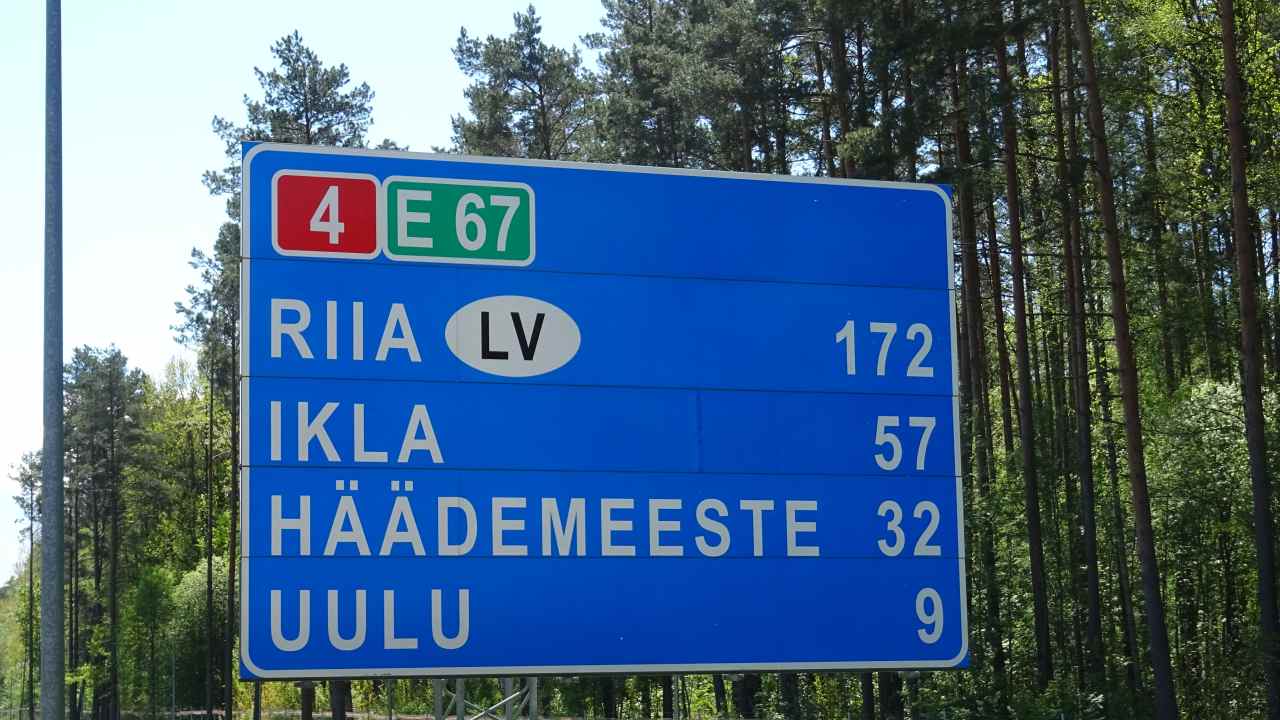 4 E 67
RIIA LV 172
IKLA 57
HÄÄDEMEESTE 32
UULU 9